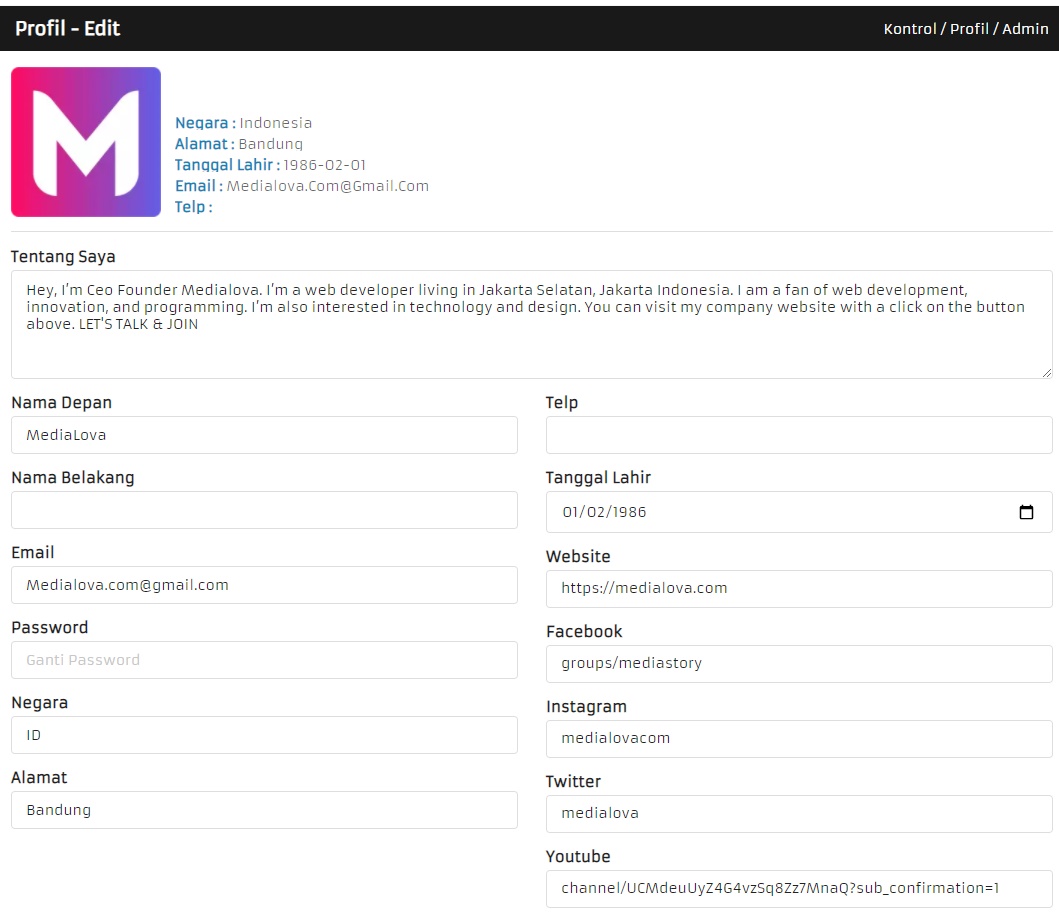 Profil - Edit
Kontrol / Profil / Admin
M
Negara : Indonesia
Alamat : Bandung
Tanggal Lahir : 1986-02-01
Email : Medialova.Com@Gmail.Com
Telp :
Tentang Saya
Hey, I'm Ceo Founder Medialova. I'm a web developer living in Jakarta Selatan, Jakarta Indonesia. I am a fan of web development,
innovation, and programming. I'm also interested in technology and design. You can visit my company website with a click on the button
above. LET'S TALK & JOIN
Nama Depan
MediaLova
Nama Belakang
Email
Medialova.com@gmail.com
Password
Ganti Password
Negara
ID
Alamat
Bandung
Telp
Tanggal Lahir
01/02/1986
Website
https://medialova.com
Facebook
groups/mediastory
Instagram
medialovacom
Twitter
medialova
Youtube
channel/UCMdeuUyZ4G4vzSq8Zz7MnaQ?sub_confirmation=1